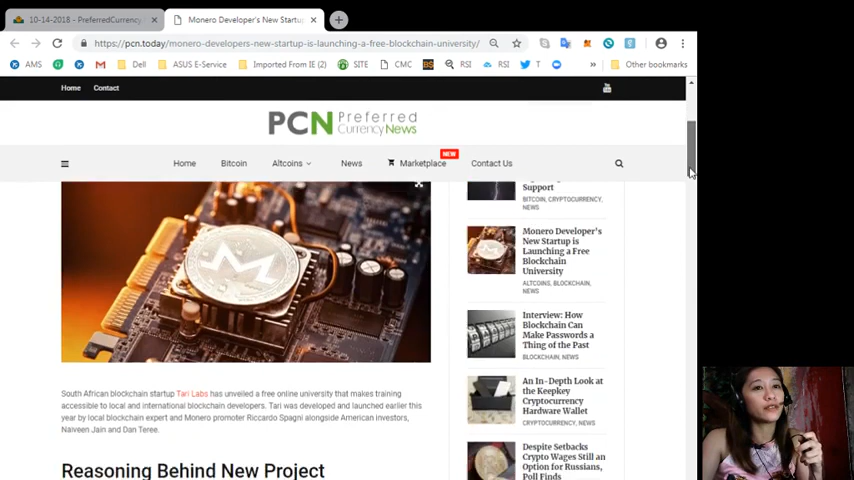 10-14-2018 - PreferredCurrency
Monero Developer's New Startu
https://pcn.today/monero-developers-new-startup-is-launching-a-free-blockchain-university/
AMS
Dell
ASUS E-Service
Imported From IE (2)
SITE
CMC
BS
RSI
RSI
T
»
Other bookmarks
Home
Contact
PCN Preferred
CurrencyNews
NEW
Home
Bitcoin
Altcoins
News
Marketplace
Contact Us
Support
BITCOIN, CRYPTOCURRENCY,
NEWS
Monero Developer's
New Startup is
Launching a Free
Blockchain
University
ALTCOINS, BLOCKCHAIN,
NEWS
Interview: How
Blockchain Can
Make Passwords a
Thing of the Past
BLOCKCHAIN, NEWS
An In-Depth Look at
the Keepkey
Cryptocurrency
Hardware Wallet
CRYPTOCURRENCY, NEWS
Despite Setbacks
Crypto Wages Still an
Option for Russians,
Poll Finds
South African blockchain startup Tari Labs has unveiled a free online university that makes training
accessible to local and international blockchain developers. Tari was developed and launched earlier this
year by local blockchain expert and Monero promoter Riccardo Spagni alongside American investors,
Naveen Jain and Dan Teree.
Reasoning Behind New Project